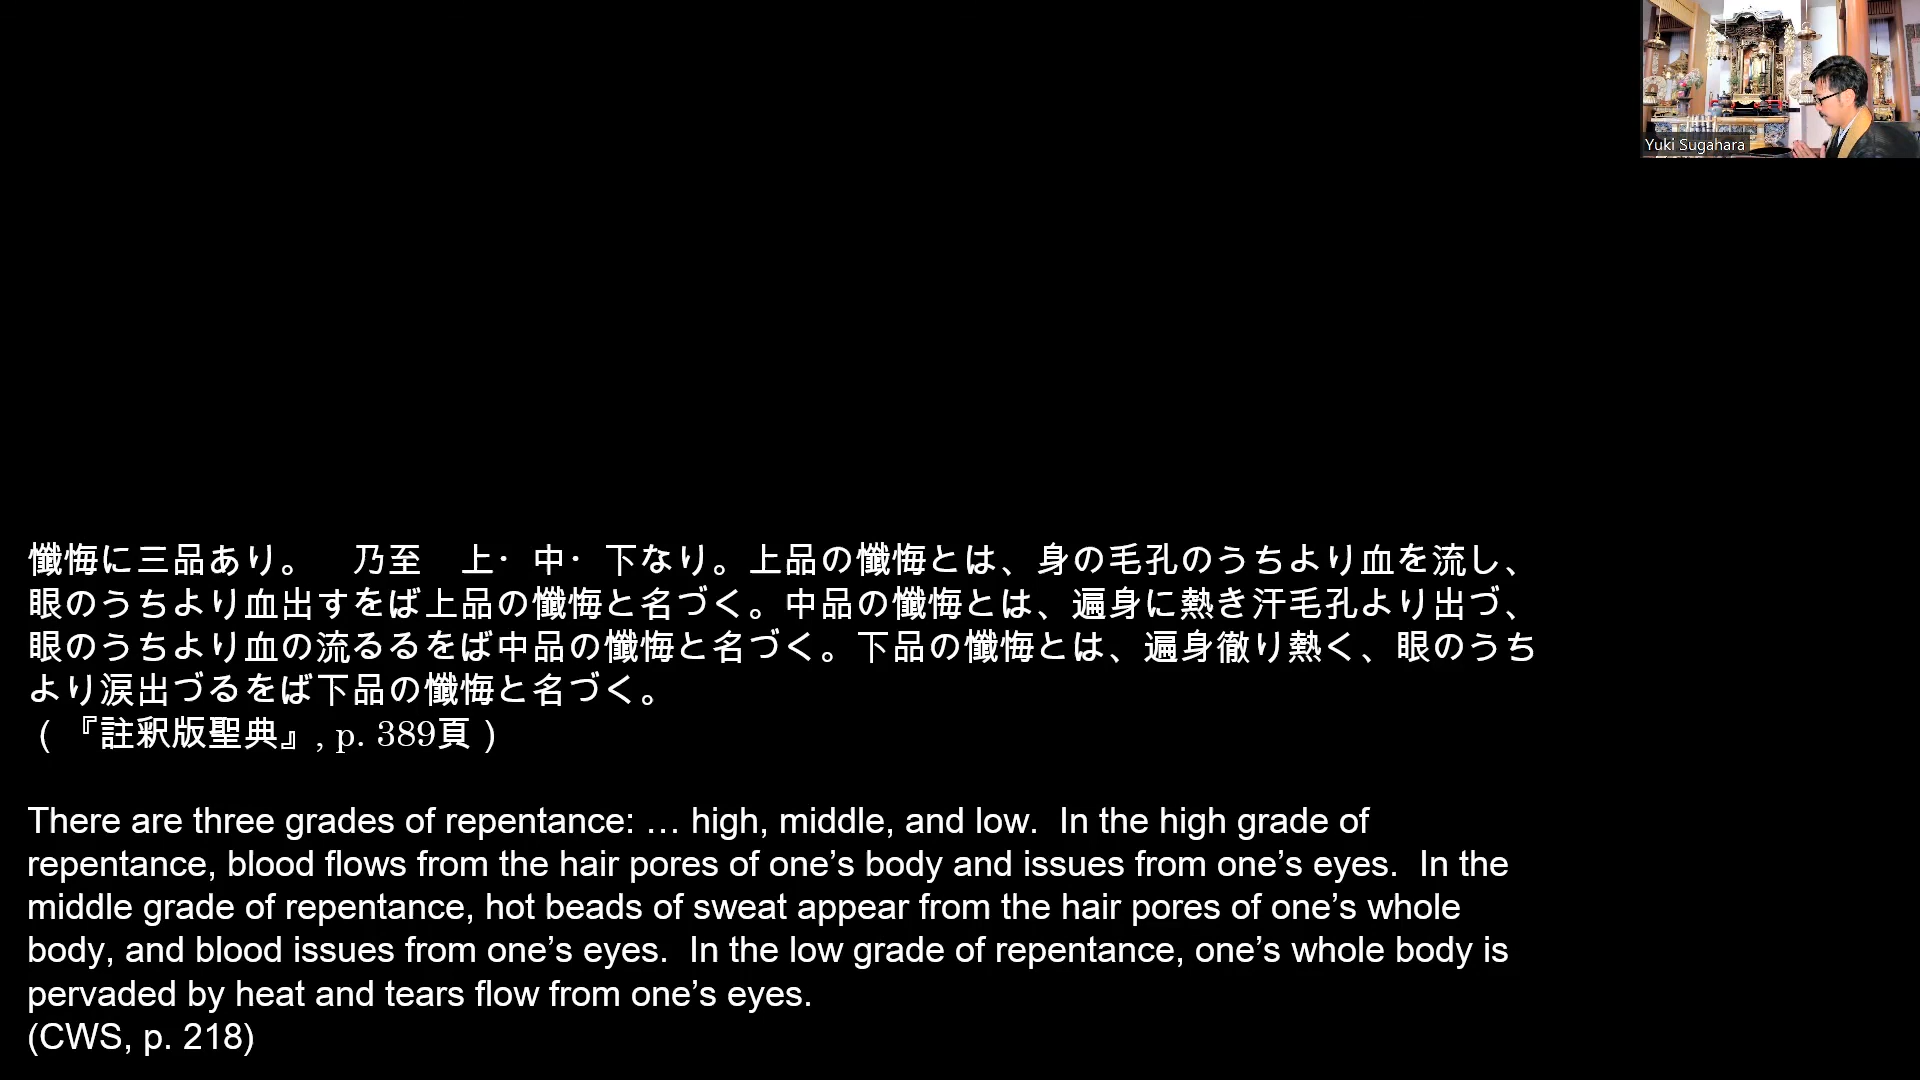 Yuki Sugahara
懺悔に三品あり。　乃至　上・中・下なり。上品の懺悔とは、身の毛孔のうちより血を流し、
眼のうちより血出すをば上品の懺悔と名づく。中品の懺悔とは、遍身に熱き汗毛孔より出づ、
眼のうちより血の流るるをば中品の懺悔と名づく。下品の懺悔とは、遍身徹り熱く、眼のうち
より涙出づるをば下品の懺悔と名づく。
(『註釈版聖典』, p. 389頁)
There are three grades of repentance: … high, middle, and low.  In the high grade of
repentance, blood flows from the hair pores of one’s body and issues from one’s eyes.  In the
middle grade of repentance, hot beads of sweat appear from the hair pores of one’s whole
body, and blood issues from one’s eyes.  In the low grade of repentance, one’s whole body is
pervaded by heat and tears flow from one’s eyes.
(CWS, p. 218)